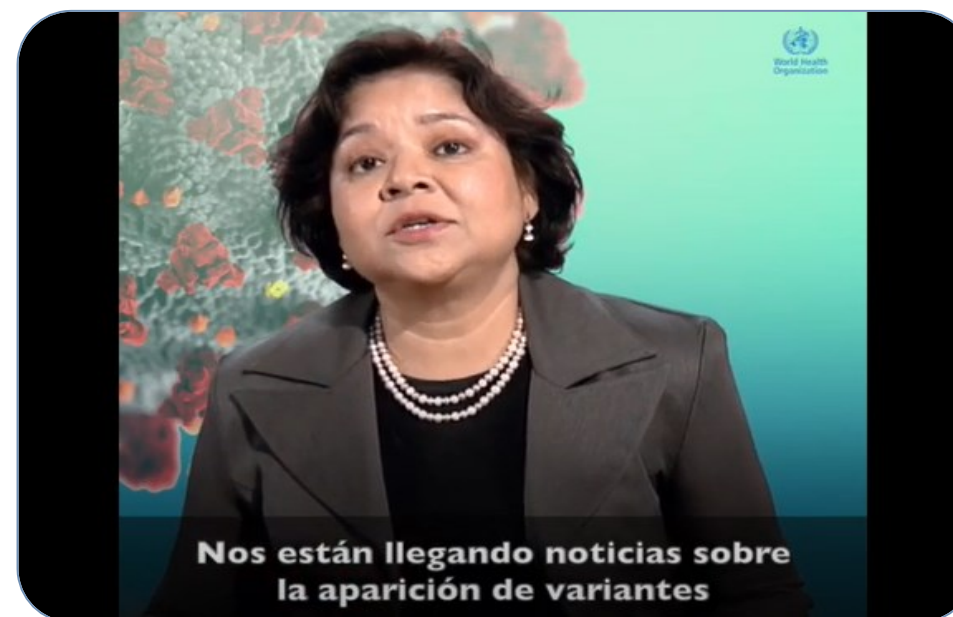 World Health
Organization
Nos están llegando noticias sobre
la aparición de variantes